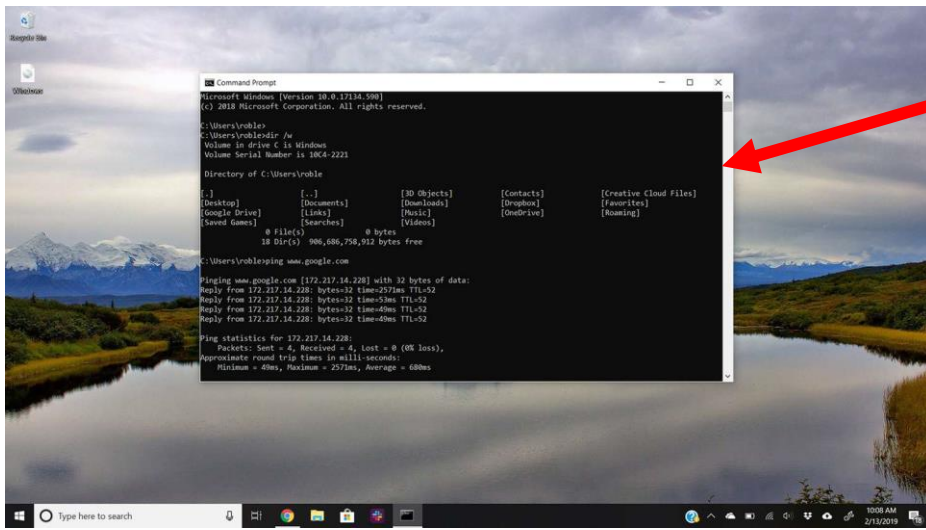 Recycle Bin
Windows
Command Prompt
Microsoft Windows [Version 10.0.17134.590]
(c) 2018 Microsoft Corporation. All rights reserved.
C:\Users\roble>
C:\Users\roble>dir /w
Volume in drive C is Windows
Volume Serial Number is 10C4-2221
Directory of C:\Users\roble
[.] [..] [3D Objects] [Contacts] [Creative Cloud Files]
[Desktop] [Documents] [Downloads] [Dropbox] [Favorites]
[Google Drive] [Links] [Music] [OneDrive] [Roaming]
[Saved Games] [Searches] [Videos]
0 File(s) 0 bytes
18 Dir(s) 906,686,758,912 bytes free
C:\Users\roble>ping www.google.com
Pinging www.google.com [172.217.14.228] with 32 bytes of data:
Reply from 172.217.14.228: bytes=32 time=2571ms TTL=52
Reply from 172.217.14.228: bytes=32 time=53ms TTL=52
Reply from 172.217.14.228: bytes=32 time=49ms TTL=52
Reply from 172.217.14.228: bytes=32 time=49ms TTL=52
Ping statistics for 172.217.14.228:
Packets: Sent = 4, Received = 4, Lost = 0 (0% loss),
Approximate round trip times in milli-seconds:
Minimum = 49ms, Maximum = 2571ms, Average = 680ms
Type here to search
10:08 AM
2/13/2019